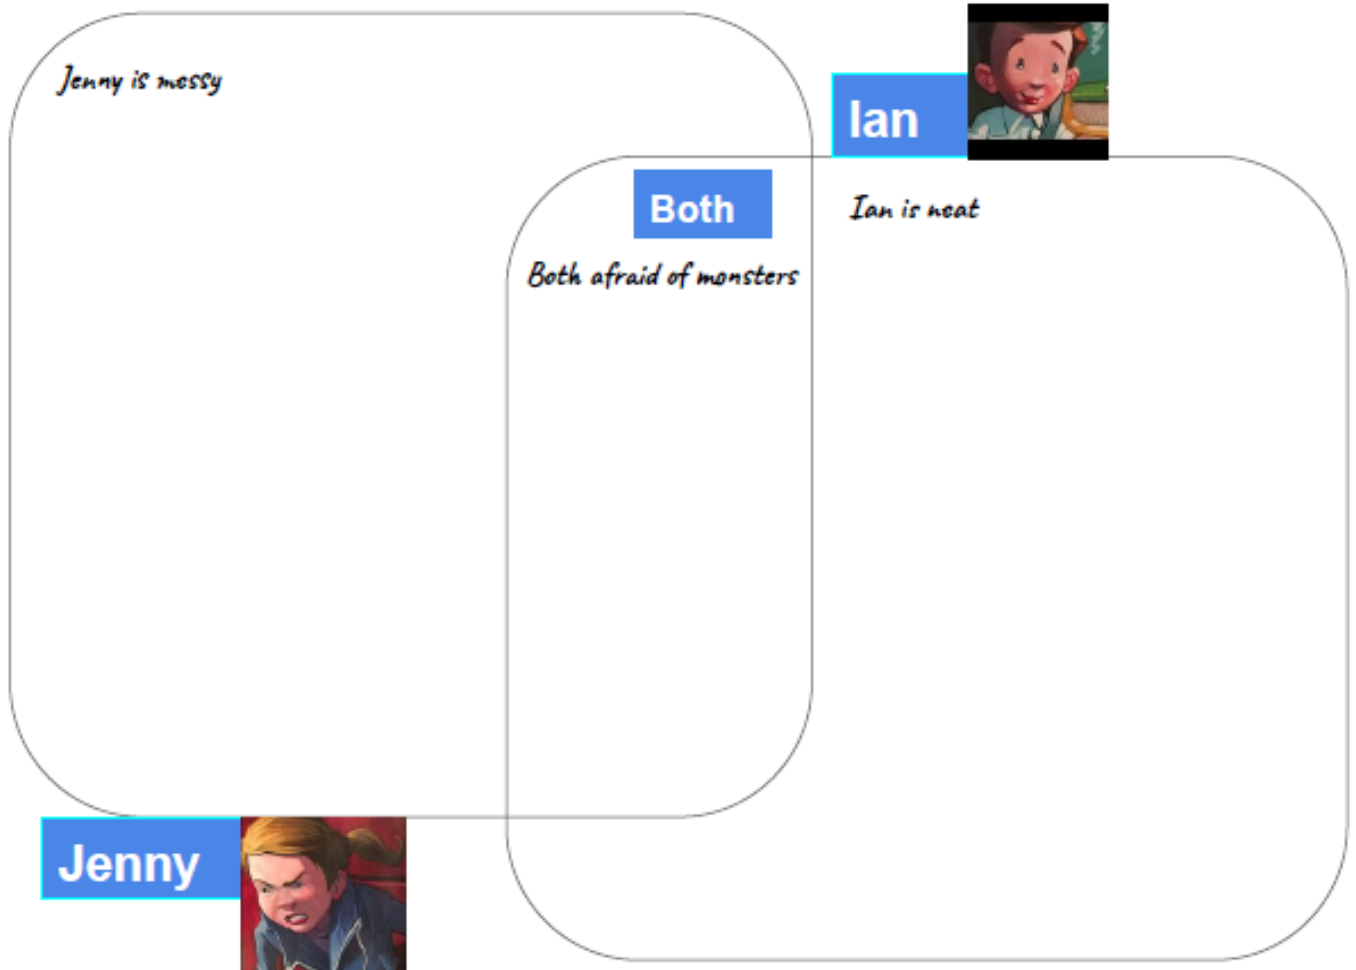 Jenny is messy
Ian
Both
Ian is neat
Both afraid of monsters
Jenny